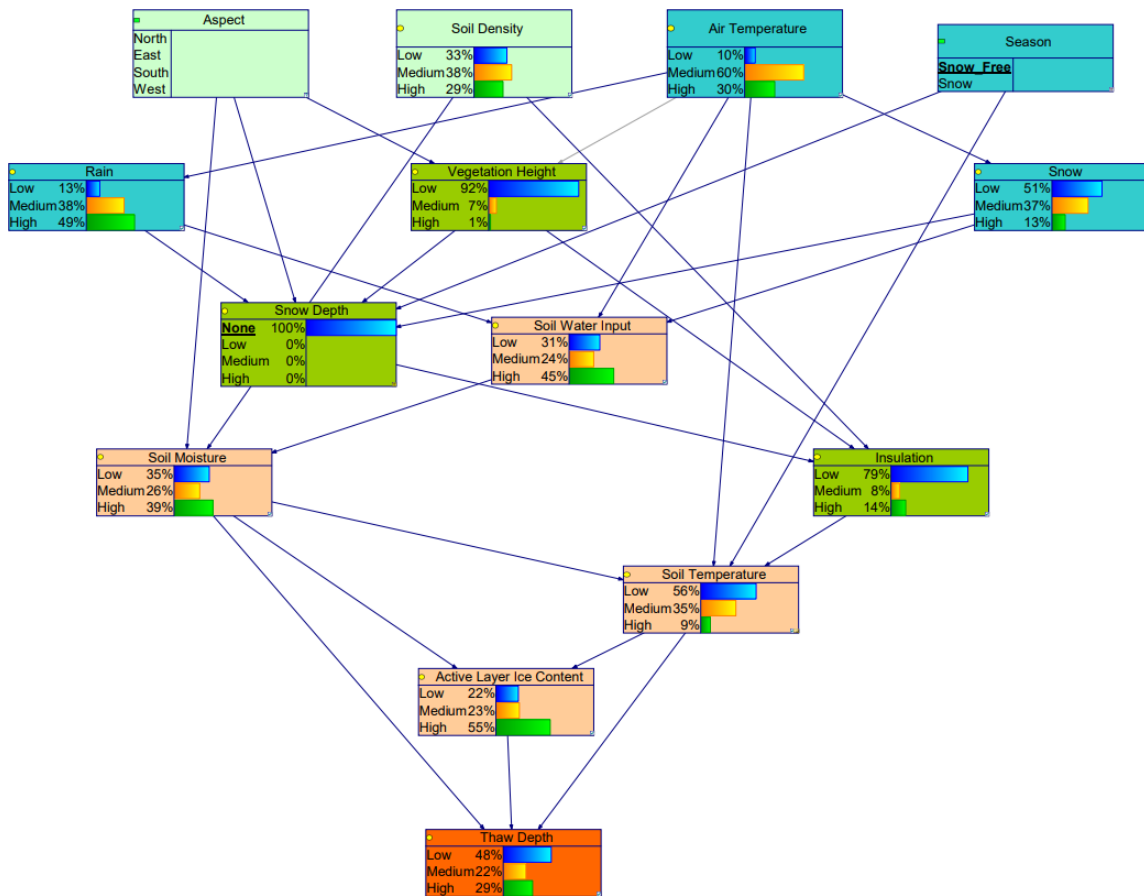 Aspect
North
East
South
West
Soil Density
Low 33%
Medium 38%
High 29%
Air Temperature
Low 10%
Medium 60%
High 30%
Season
Snow_Free
Snow
Rain
Low 13%
Medium 38%
High 49%
Vegetation Height
Low 92%
Medium 7%
High 1%
Snow
Low 51%
Medium 37%
High 13%
Snow Depth
None 100%
Low 0%
Medium 0%
High 0%
Soil Water Input
Low 31%
Medium 24%
High 45%
Soil Moisture
Low 35%
Medium 26%
High 39%
Insulation
Low 79%
Medium 8%
High 14%
Soil Temperature
Low 56%
Medium 35%
High 9%
Active Layer Ice Content
Low 22%
Medium 23%
High 55%
Thaw Depth
Low 48%
Medium 22%
High 29%